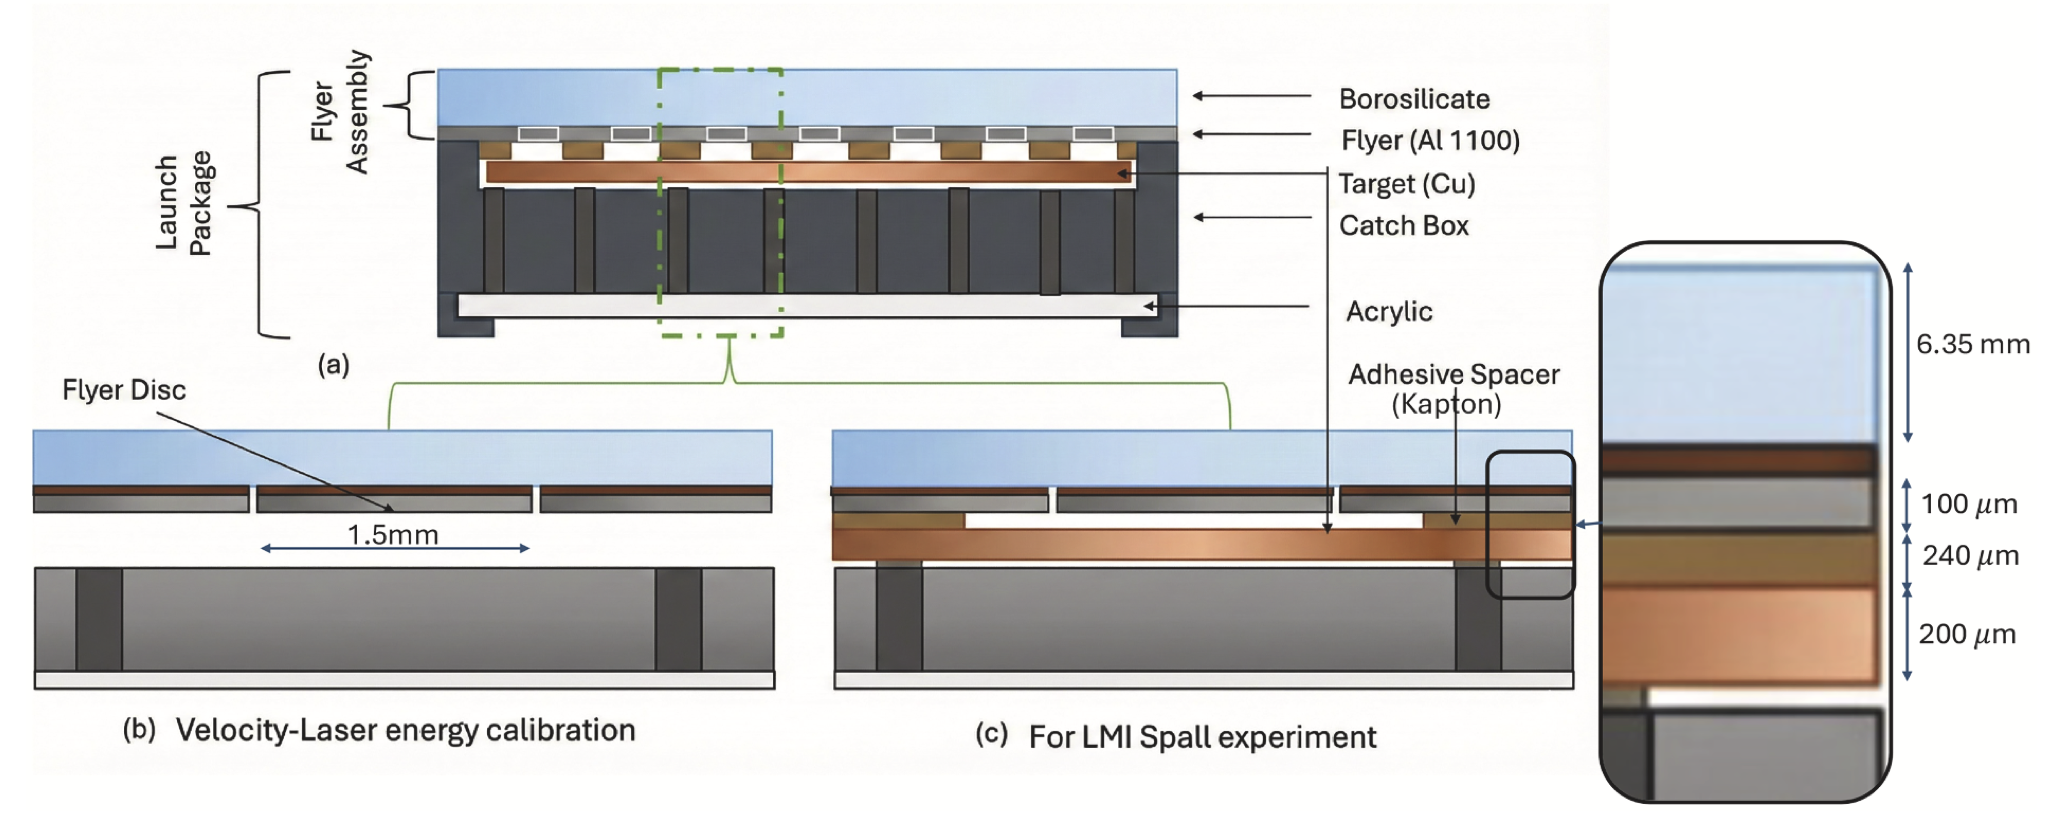 Flyer
Assembly
Launch
Package
Borosilicate
Flyer (Al 1100)
Target (Cu)
Catch Box
Acrylic
(a)
Flyer Disc
Adhesive Spacer
(Kapton)
1.5mm
6.35 mm
100 μm
240 μm
200 μm
(b) Velocity-Laser energy calibration
(c) For LMI Spall experiment